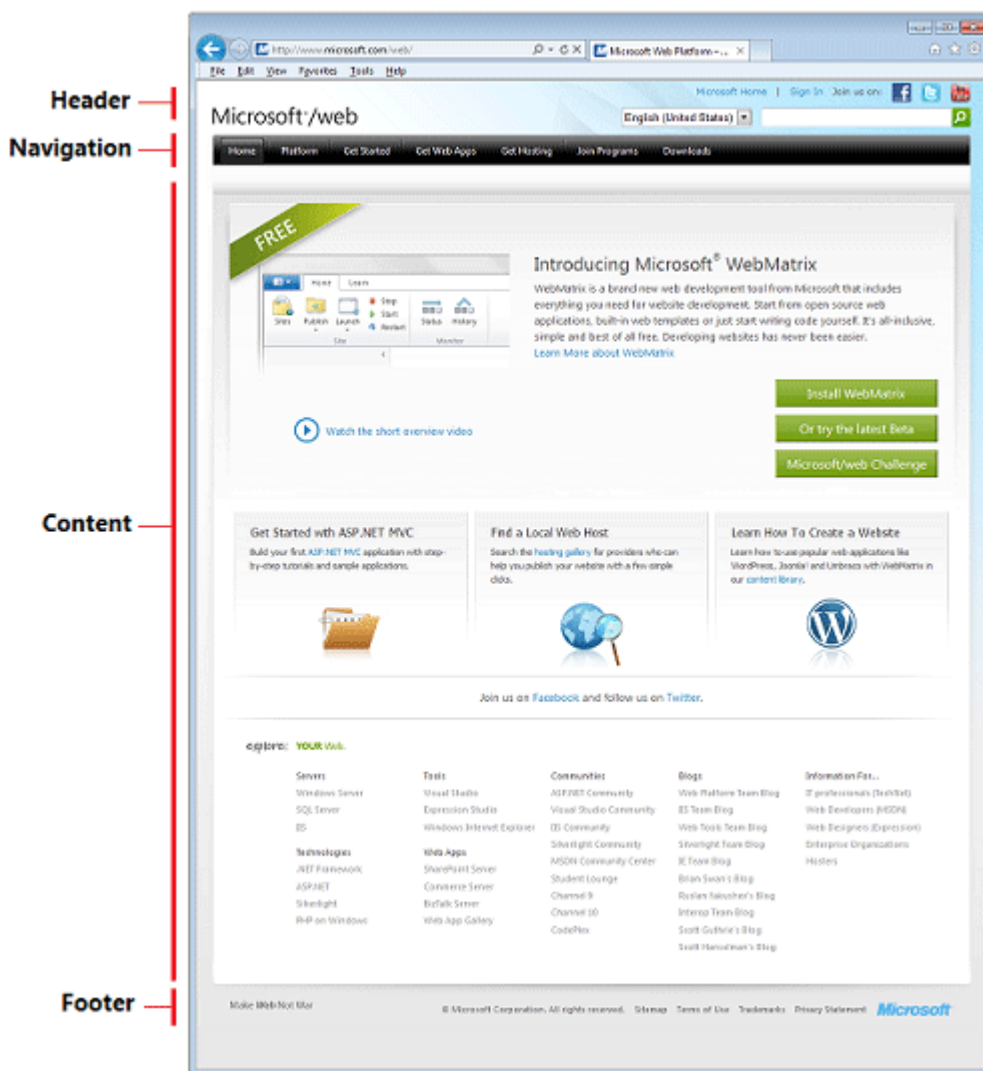 http://www.microsoft.com/web/
Microsoft Web Platform – ...
File Edit View Favorites Tools Help
Header
Microsoft Home | Sign In Join us on:
Microsoft /web
English (United States)
Navigation
Home Platform Get Started Get Web Apps Get Hosting Join Programs Downloads
FREE
Home Learn
Sites Publish Launch Stop Start Restart Status History
Site Monitor
Introducing Microsoft® WebMatrix
WebMatrix is a brand new web development tool from Microsoft that includes
everything you need for website development. Start from open source web
applications, built-in web templates or just start writing code yourself. It's all-inclusive,
simple and best of all free. Developing websites has never been easier.
Learn More about WebMatrix
Install WebMatrix
Or try the latest Beta
Microsoft/web Challenge
Watch the short overview video
Content
Get Started wth ASP.NET MVC
Build your first ASP.NET MVC application with step-
by-step tutorials and sample applications.
Find a Local Web Host
Search the hosting gallery for providers who can
help you publish your website with a few simple
clicks.
Learn How To Create a Website
Learn how to use popular web applications like
WordPress, Joomla! and Umbraco with WebMatrix in
our content library.
Join us on Facebook and follow us on Twitter.
explore: YOUR Web.
Servers
Windows Server
SQL Server
IIS
Technologies
.NET Framework
ASP.NET
Silverlight
PHP on Windows
Tools
Visual Studio
Expression Studio
Windows Internet Explorer
Web Apps
SharePoint Server
Commerce Server
BizTalk Server
Web App Gallery
Communities
ASP.NET Community
Visual Studio Community
IIS Community
Silverlight Community
MSDN Community Center
Student Lounge
Channel 9
Channel 10
CodePlex
Blogs
Web Platform Team Blog
IIS Team Blog
Web Tools Team Blog
Silverlight Team Blog
IE Team Blog
Brian Swan's Blog
Ruslan Yakushev's Blog
Interop Team Blog
Scott Guthrie's Blog
Scott Hanselman's Blog
Information For...
IT professionals (TechNet)
Web Developers (MSDN)
Web Designers (Expression)
Enterprise Organizations
Hosters
Footer
Make Web Not War
© Microsoft Corporation. All rights reserved. Sitemap Terms of Use Trademarks Privacy Statement Microsoft